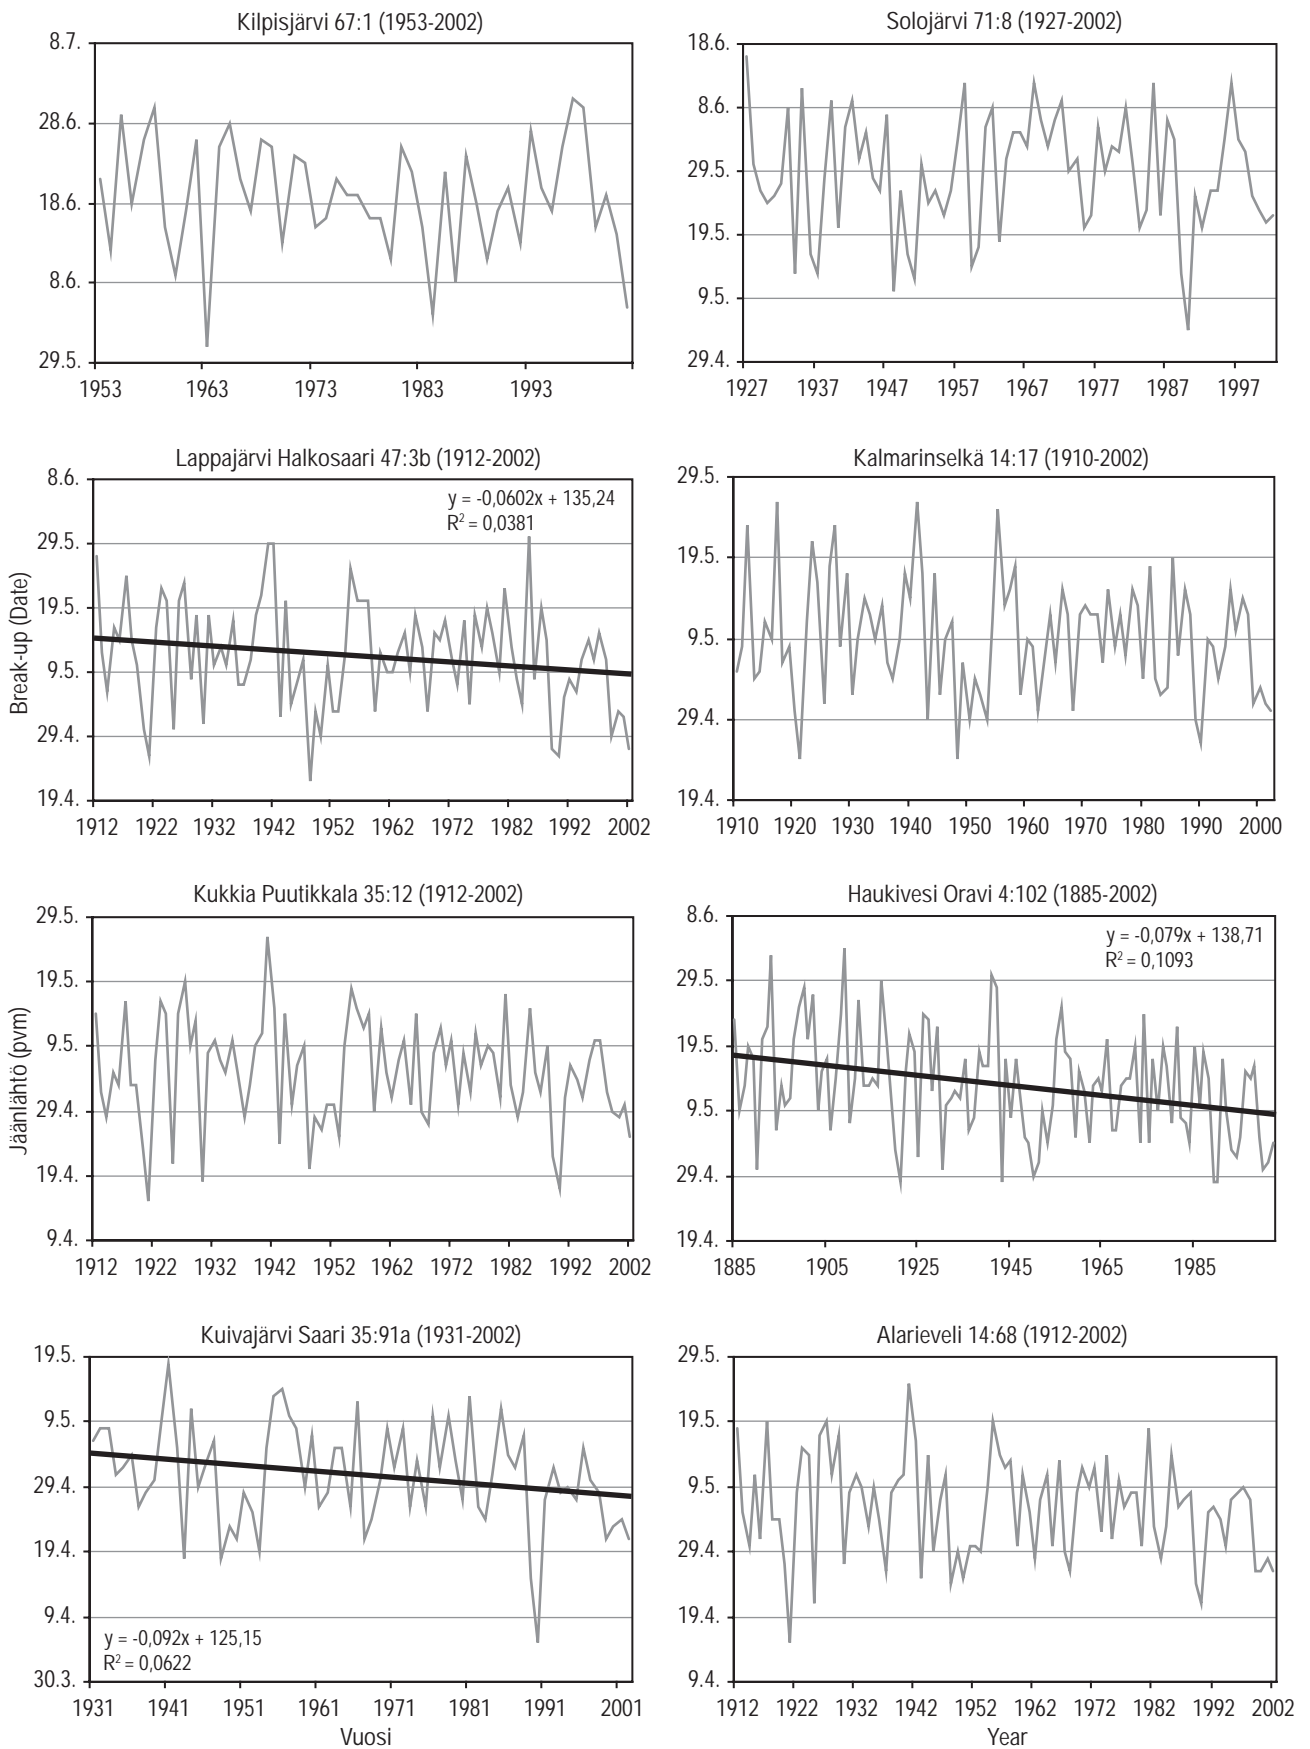 Kilpisjärvi 67:1 (1953-2002)
8.7.
28.6.
18.6.
8.6.
29.5.
1953 1963 1973 1983 1993
Solojärvi 71:8 (1927-2002)
18.6.
8.6.
29.5.
19.5.
9.5.
29.4.
1927 1937 1947 1957 1967 1977 1987 1997
Lappajärvi Halkosaari 47:3b (1912-2002)
y = -0,0602x + 135,24
R² = 0,0381
8.6.
29.5.
19.5.
9.5.
29.4.
19.4.
1912 1922 1932 1942 1952 1962 1972 1982 1992 2002
Break-up (Date)
Kalmarinselkä 14:17 (1910-2002)
29.5.
19.5.
9.5.
29.4.
19.4.
1910 1920 1930 1940 1950 1960 1970 1980 1990 2000
Kukkia Puutikkala 35:12 (1912-2002)
29.5.
19.5.
9.5.
29.4.
19.4.
9.4.
1912 1922 1932 1942 1952 1962 1972 1982 1992 2002
Jäänlähtö (pvm)
Haukivesi Oravi 4:102 (1885-2002)
y = -0,079x + 138,71
R² = 0,1093
8.6.
29.5.
19.5.
9.5.
29.4.
19.4.
1885 1905 1925 1945 1965 1985
Kuivajärvi Saari 35:91a (1931-2002)
19.5.
9.5.
29.4.
19.4.
9.4.
30.3.
y = -0,092x + 125,15
R² = 0,0622
1931 1941 1951 1961 1971 1981 1991 2001
Vuosi
Alarieveli 14:68 (1912-2002)
29.5.
19.5.
9.5.
29.4.
19.4.
9.4.
1912 1922 1932 1942 1952 1962 1972 1982 1992 2002
Year